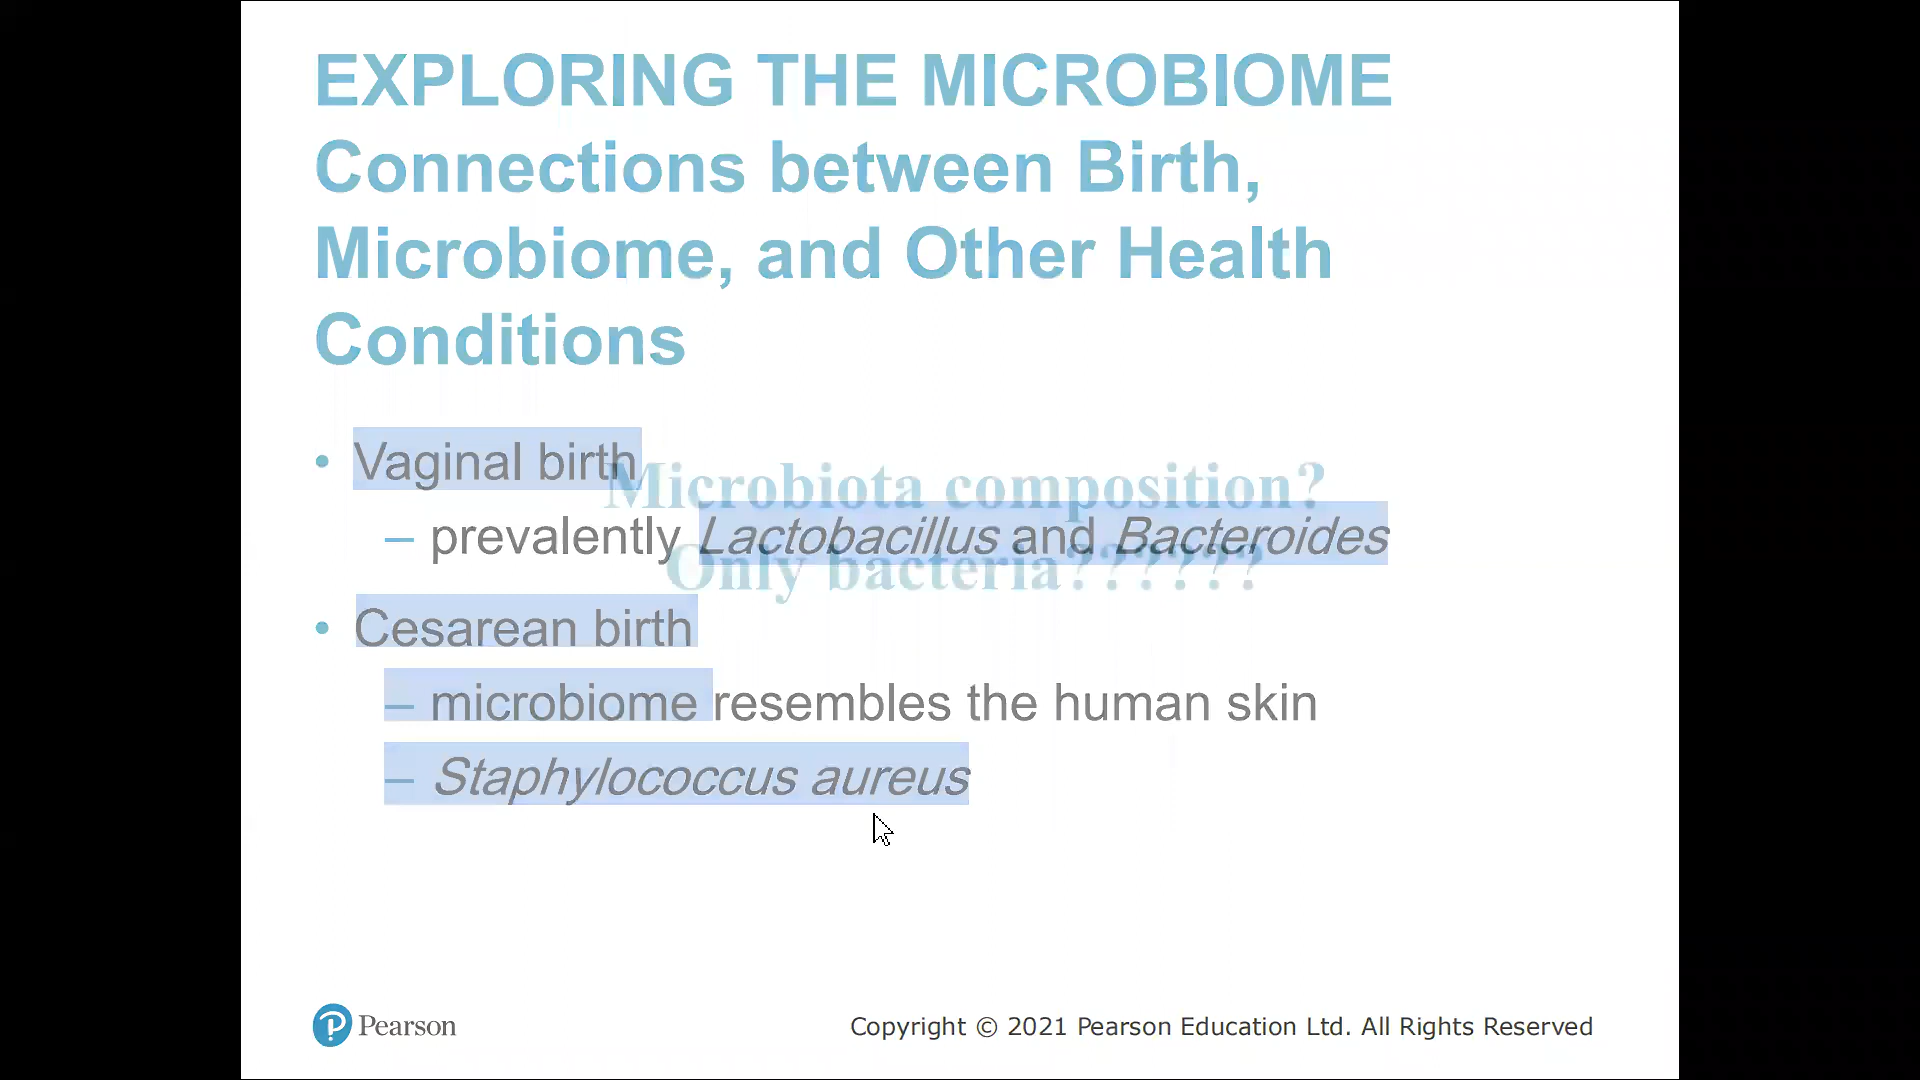 EXPLORING THE MICROBIOME
Connections between Birth,
Microbiome, and Other Health
Conditions
• Vaginal birth
Microbiota composition?
– prevalently Lactobacillus and Bacteroides
Only bacteria??????
• Cesarean birth
– microbiome resembles the human skin
– Staphylococcus aureus
Pearson
Copyright © 2021 Pearson Education Ltd. All Rights Reserved